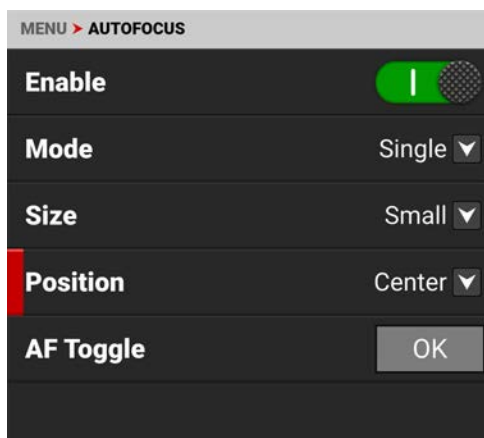 MENU ➤ AUTOFOCUS
Enable
Mode Single
Size Small
Position Center
AF Toggle OK